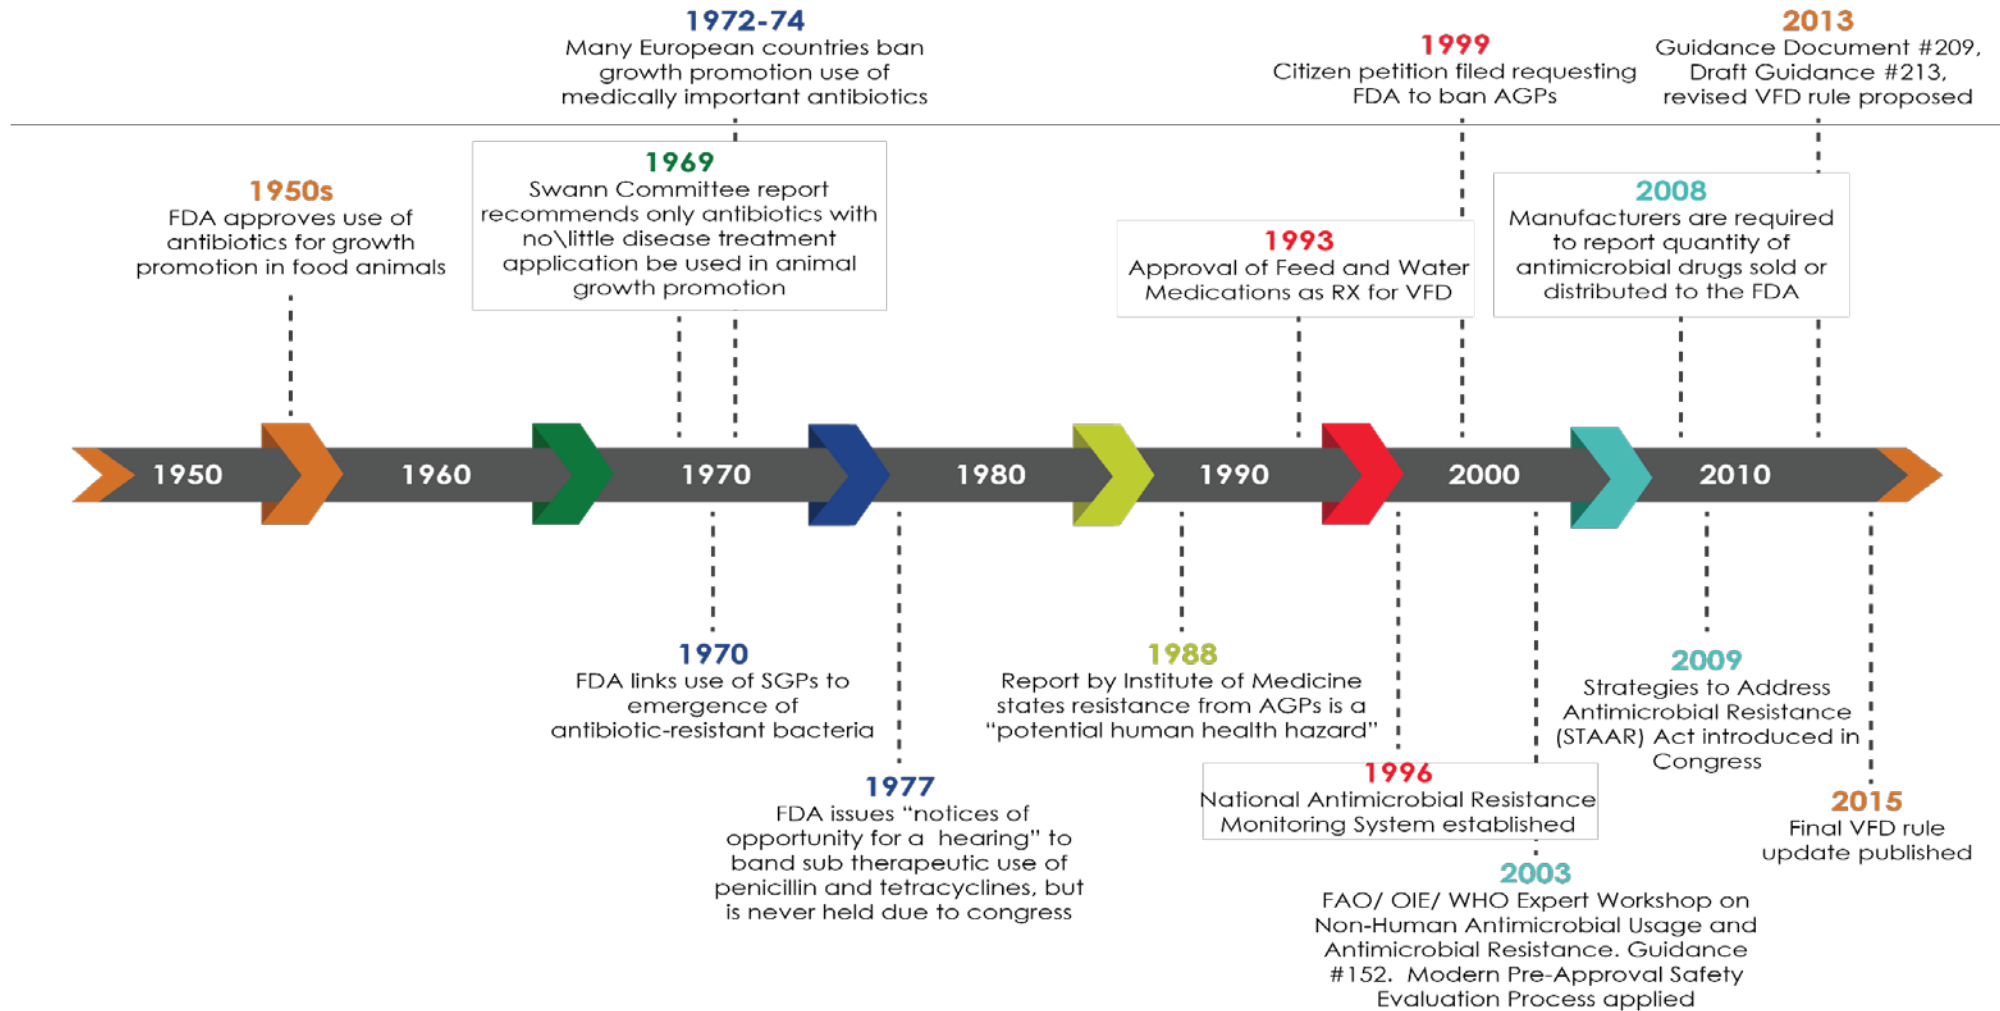 1972-74
Many European countries ban
growth promotion use of
medically important antibiotics
1999
Citizen petition filed requesting
FDA to ban AGPs
2013
Guidance Document #209,
Draft Guidance #213,
revised VFD rule proposed
1950s
FDA approves use of
antibiotics for growth
promotion in food animals
1969
Swann Committee report
recommends only antibiotics with
no\little disease treatment
application be used in animal
growth promotion
1993
Approval of Feed and Water
Medications as RX for VFD
2008
Manufacturers are required
to report quantity of
antimicrobial drugs sold or
distributed to the FDA
1950
1960
1970
1980
1990
2000
2010
1970
FDA links use of SGPs to
emergence of
antibiotic-resistant bacteria
1977
FDA issues “notices of
opportunity for a hearing” to
band sub therapeutic use of
penicillin and tetracyclines, but
is never held due to congress
1988
Report by Institute of Medicine
states resistance from AGPs is a
“potential human health hazard”
1996
National Antimicrobial Resistance
Monitoring System established
2003
FAO/ OIE/ WHO Expert Workshop on
Non-Human Antimicrobial Usage and
Antimicrobial Resistance. Guidance
#152. Modern Pre-Approval Safety
Evaluation Process applied
2009
Strategies to Address
Antimicrobial Resistance
(STAAR) Act introduced in
Congress
2015
Final VFD rule
update published